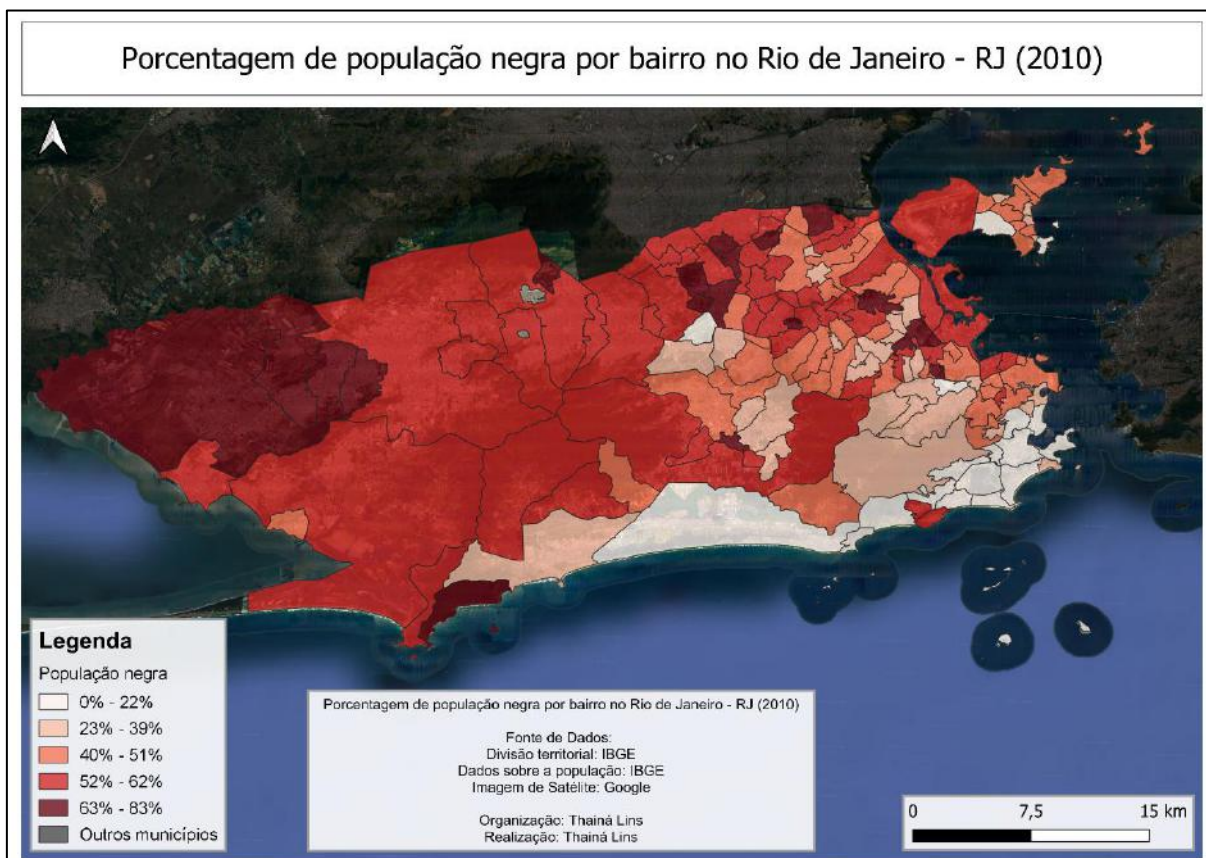 Porcentagem de população negra por bairro no Rio de Janeiro - RJ (2010)
Legenda
População negra
0% - 22%
23% - 39%
40% - 51%
52% - 62%
63% - 83%
Outros municípios
Porcentagem de população negra por bairro no Rio de Janeiro - RJ (2010)
Fonte de Dados:
Divisão territorial: IBGE
Dados sobre a população: IBGE
Imagem de Satélite: Google
Organização: Thainá Lins
Realização: Thainá Lins
0 7,5 15 km